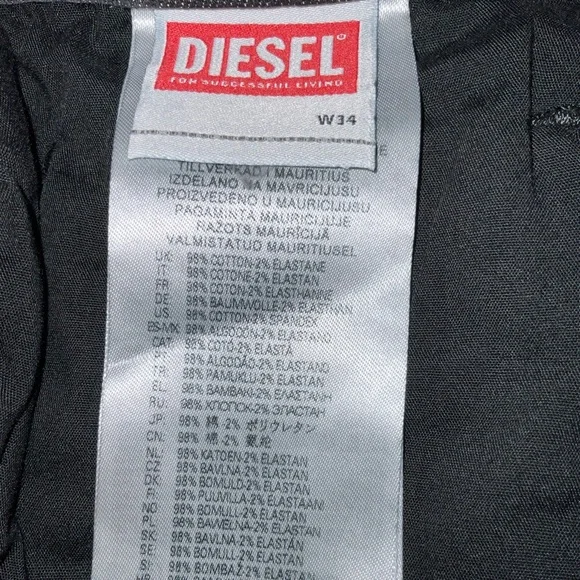 DIESEL
FOR SUCCESSFUL LIVING
W34
E
TILLVERKAD I MAURITIUS
IZDELANO NA MAVRICIJUSU
PROIZVEDENO U MAURICIJUSU
PAGAMINTA MAURICIJUJE
RAŽOTS MAURĪCIJĀ
VALMISTATUD MAURITIUSEL
UK: 98% COTTON-2% ELASTANE
IT: 98% COTONE-2% ELASTAN
FR: 98% COTON-2% ELASTHANNE
DE: 98% BAUMWOLLE-2% ELASTHAN
US: 98% COTTON-2% SPANDEX
ES-MX: 98% ALGODÓN-2% ELASTANO
CAT: 98% COTÓ-2% ELASTÀ
PT: 98% ALGODÃO-2% ELASTANO
TR: 98% PAMUKLU-2% ELASTAN
EL: 98% ΒΑΜΒΑΚΙ-2% ΕΛΑΣΤΑΝΗ
RU: 98% ХЛОПОК-2% ЭЛАСТАН
JP: 98% 綿-2% ポリウレタン
CN: 98% 棉-2% 氨纶
NL: 98% KATOEN-2% ELASTAN
CZ: 98% BAVLNA-2% ELASTAN
DK: 98% BOMULD-2% ELASTAN
FI: 98% PUUVILLA-2% ELASTAANI
NO: 98% BOMULL-2% ELASTAN
PL: 98% BAWEŁNA-2% ELASTAN
SK: 98% BAVLNA-2% ELASTÁN
SE: 98% BOMULL-2% ELASTAN
SI: 98% BOMBAŽ-2% ELASTAN
HR: